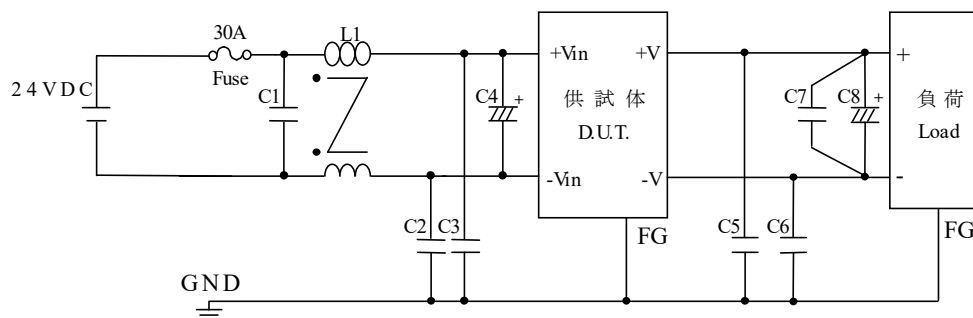 30A
Fuse
L1
24VDC
C1
C4
+
+Vin
-Vin
供試体
D.U.T.
+V
-V
C7
C8
+
+
-
負荷
Load
C2
C3
FG
C5
C6
FG
GND